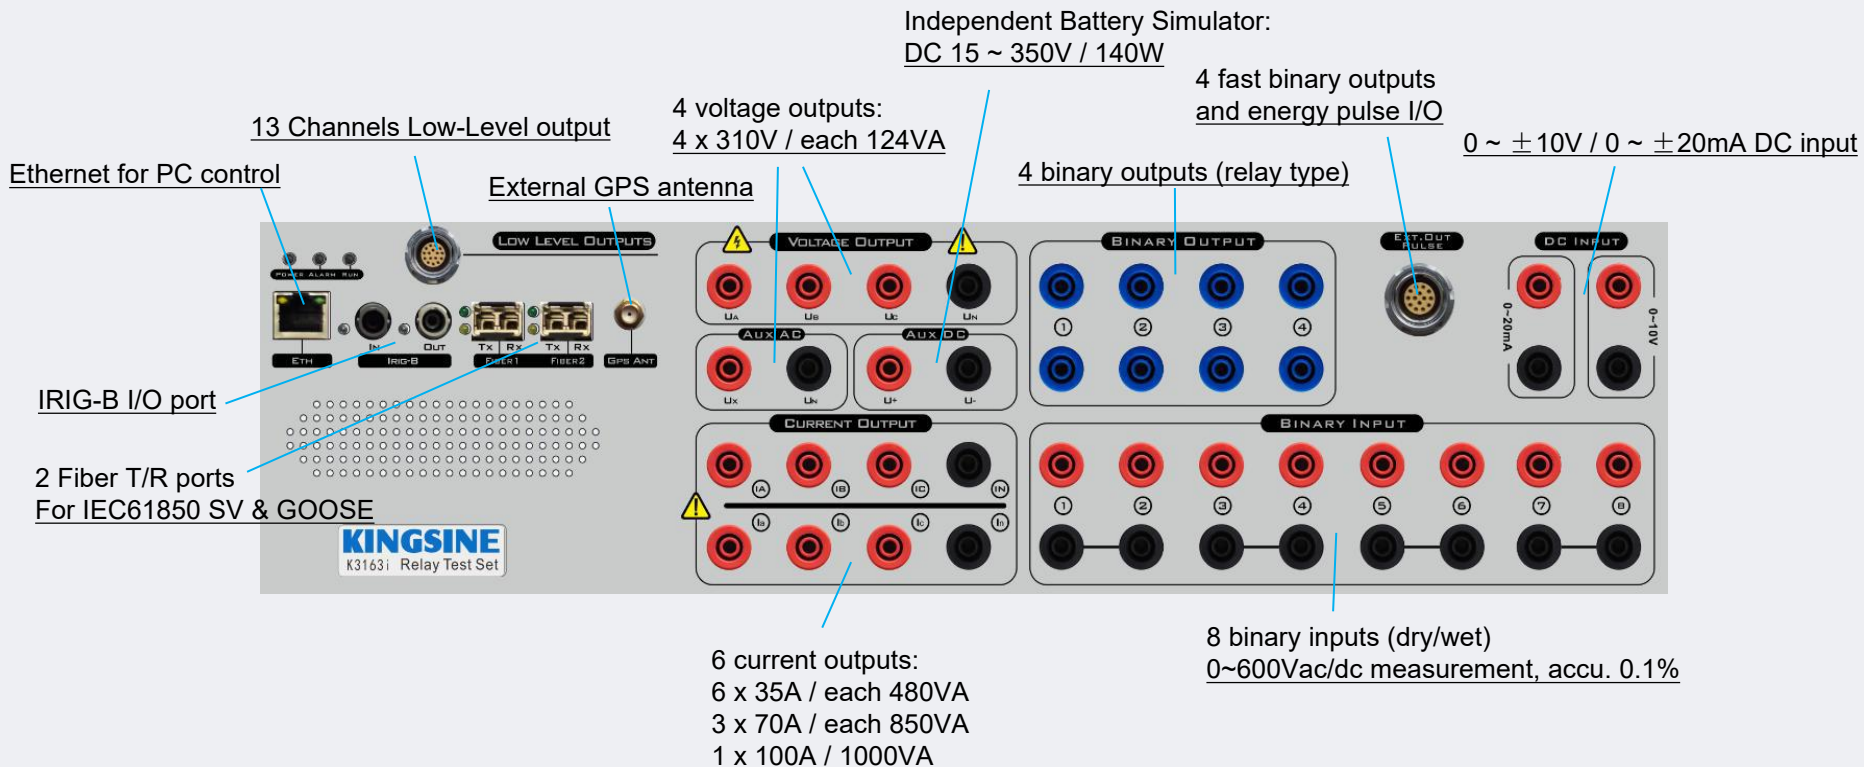 Independent Battery Simulator:
DC 15 ~ 350V / 140W
4 fast binary outputs
and energy pulse I/O
4 voltage outputs:
4 x 310V / each 124VA
13 Channels Low-Level output
0 ~ ±10V / 0 ~ ±20mA DC input
Ethernet for PC control
External GPS antenna
4 binary outputs (relay type)
LOW LEVEL OUTPUTS
POWER ALARM RUN
ETH
IN
OUT
IRIG-B
Tx Rx
Tx Rx
FIBER1
FIBER2
GPS ANT
VOLTAGE OUTPUT
UA
UB
UC
UN
AUX AC
UX
UN
AUX DC
U+
U-
BINARY OUTPUT
1
2
3
4
EXT.OUT
PULSE
DC INPUT
0~20mA
0~10V
IRIG-B I/O port
2 Fiber T/R ports
For IEC61850 SV & GOOSE
KINGSINE
K3163i Relay Test Set
CURRENT OUTPUT
IA
IB
IC
IN
Ia
Ib
Ic
In
BINARY INPUT
1
2
3
4
5
6
7
8
6 current outputs:
6 x 35A / each 480VA
3 x 70A / each 850VA
1 x 100A / 1000VA
8 binary inputs (dry/wet)
0~600Vac/dc measurement, accu. 0.1%